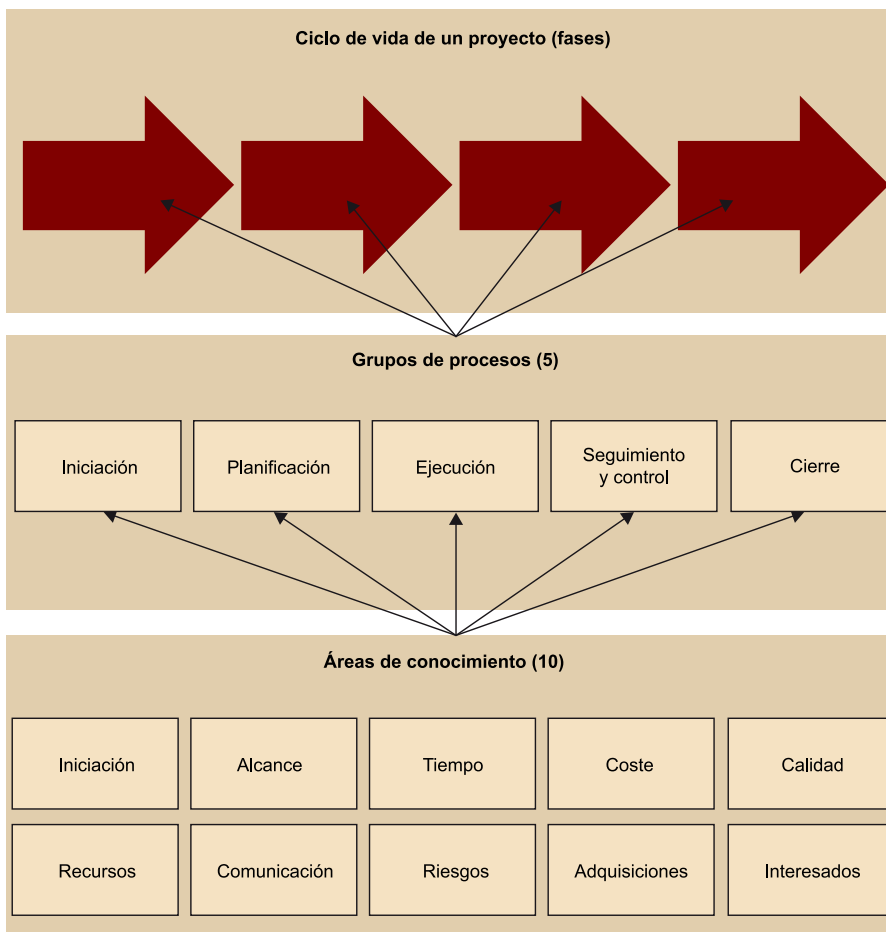 Ciclo de vida de un proyecto (fases)
Grupos de procesos (5)
Iniciación
Planificación
Ejecución
Seguimiento
y control
Cierre
Áreas de conocimiento (10)
Iniciación
Alcance
Tiempo
Coste
Calidad
Recursos
Comunicación
Riesgos
Adquisiciones
Interesados